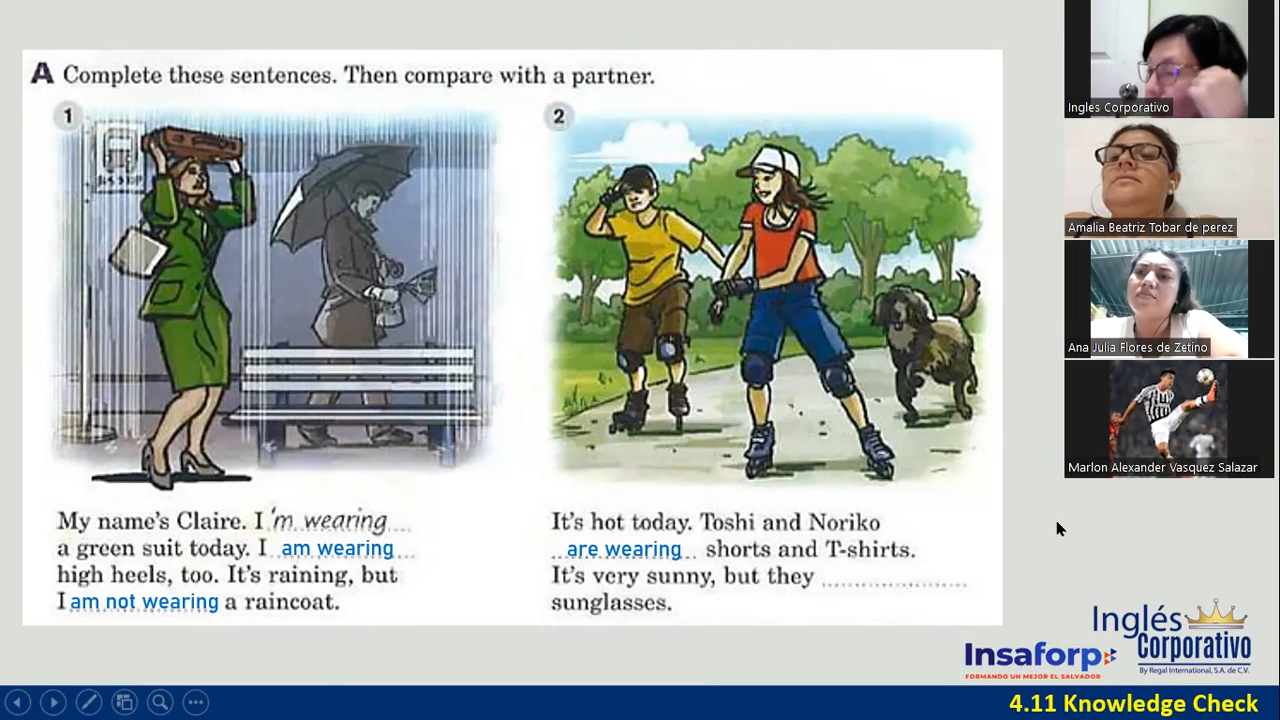 A Complete these sentences. Then compare with a partner.
1
My name's Claire. I 'm wearing
a green suit today. I am wearing
high heels, too. It's raining, but
I am not wearing a raincoat.
2
It's hot today. Toshi and Noriko
are wearing shorts and T-shirts.
It's very sunny, but they
sunglasses.
Ingles Corporativo
Amalia Beatriz Tobar de perez
Ana Julia Flores de Zetino
Marlon Alexander Vasquez Salazar
Insaforp
FORMANDO UN MEJOR EL SALVADOR
Inglés
Corporativo
By Regal International, S.A. de C.V.
4.11 Knowledge Check